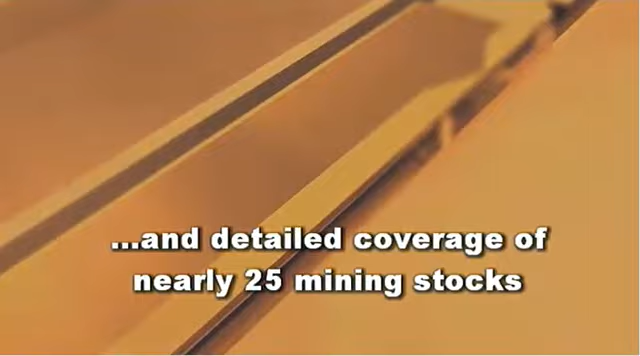 ...and detailed coverage of
nearly 25 mining stocks